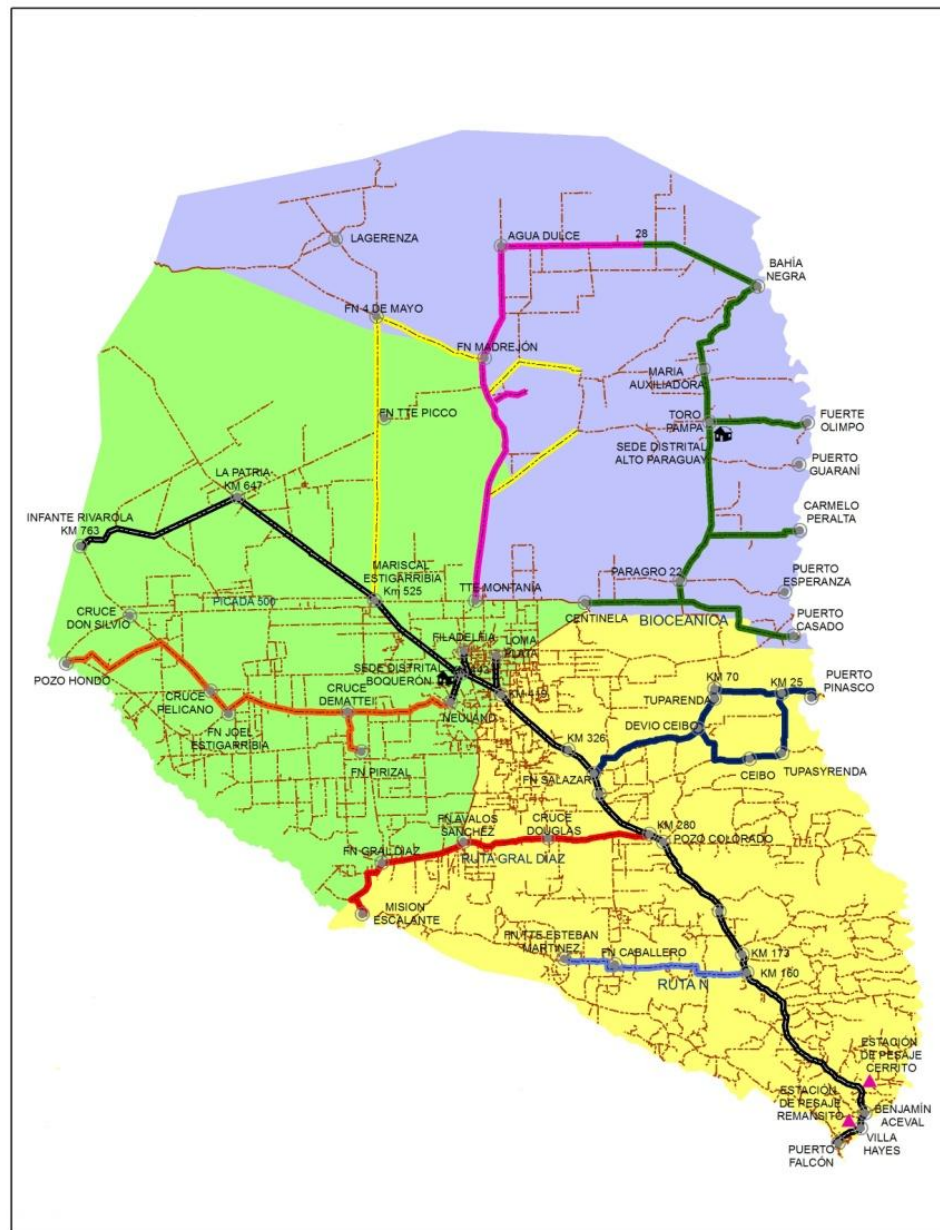 LAGERENZA
AGUA DULCE
28
BAHÍA
NEGRA
FN 4 DE MAYO
FN MADREJÓN
MARIA
AUXILIADORA
FN TTE PICCO
TORO
PAMPA
FUERTE
OLIMPO
SEDE DISTRITAL
ALTO PARAGUAY
PUERTO
GUARANÍ
LA PATRIA
KM 647
INFANTE RIVAROLA
KM 763
CARMELO
PERALTA
MARISCAL
ESTIGARRIBIA
Km 525
PARAGRO 22
PUERTO
ESPERANZA
TTE MONTANÍA
PICADA 500
CENTINELA
BIOCEANICA
CRUCE
DON SILVIO
PUERTO
CASADO
FILADELFIA
LOMA
PLATA
SEDE DISTRITAL
BOQUERÓN
POZO HONDO
CRUCE
PELICANO
CRUCE
DEMATTEI
NEULAND
KM 70
KM 25
PUERTO
PINASCO
TUPARENDA
FN JOEL
ESTIGARRIBIA
DEVIO CEIBO
KM 326
FN PIRIZAL
CEIBO
TUPASYRENDA
FN SALAZAR
FN AVALOS
SANCHEZ
CRUCE
DOUGLAS
KM 280
POZO COLORADO
FN GRAL DIAZ
RUTA GRAL DÍAZ
MISION
ESCALANTE
FN TTE ESTEBAN
MARTINEZ
FN CABALLERO
KM 173
KM 160
RUTA N
ESTACIÓN
DE PESAJE
CERRITO
ESTACIÓN
DE PESAJE
REMANSITO
BENJAMÍN
ACEVAL
VILLA
HAYES
PUERTO
FALCÓN